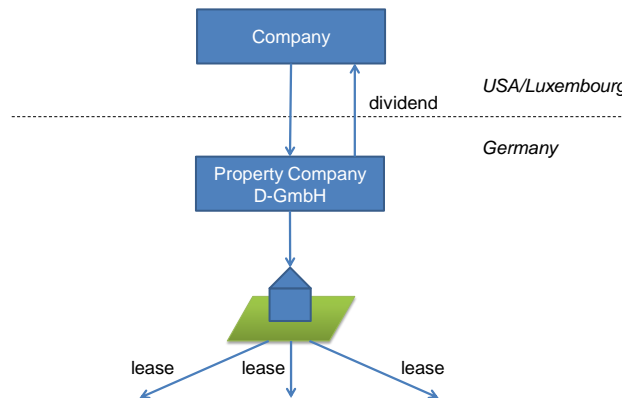 Company
USA/Luxembourg
dividend
Germany
Property Company
D-GmbH
lease
lease
lease